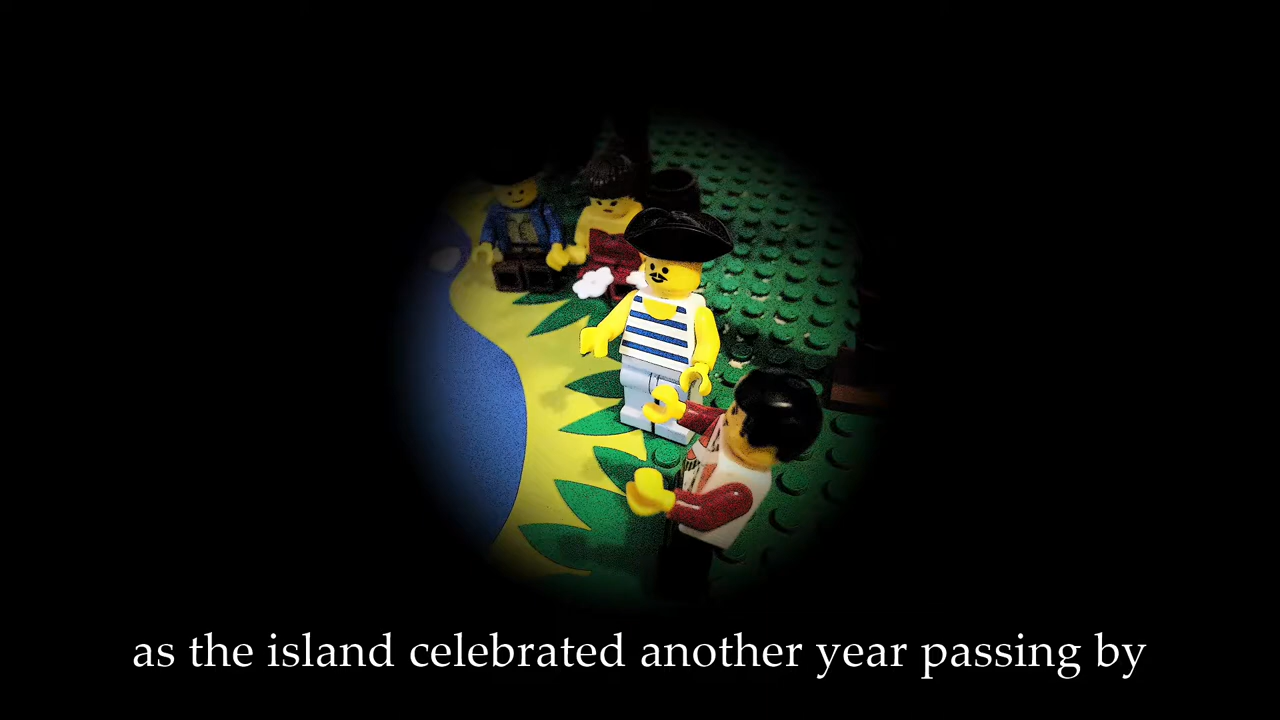 as the island celebrated another year passing by